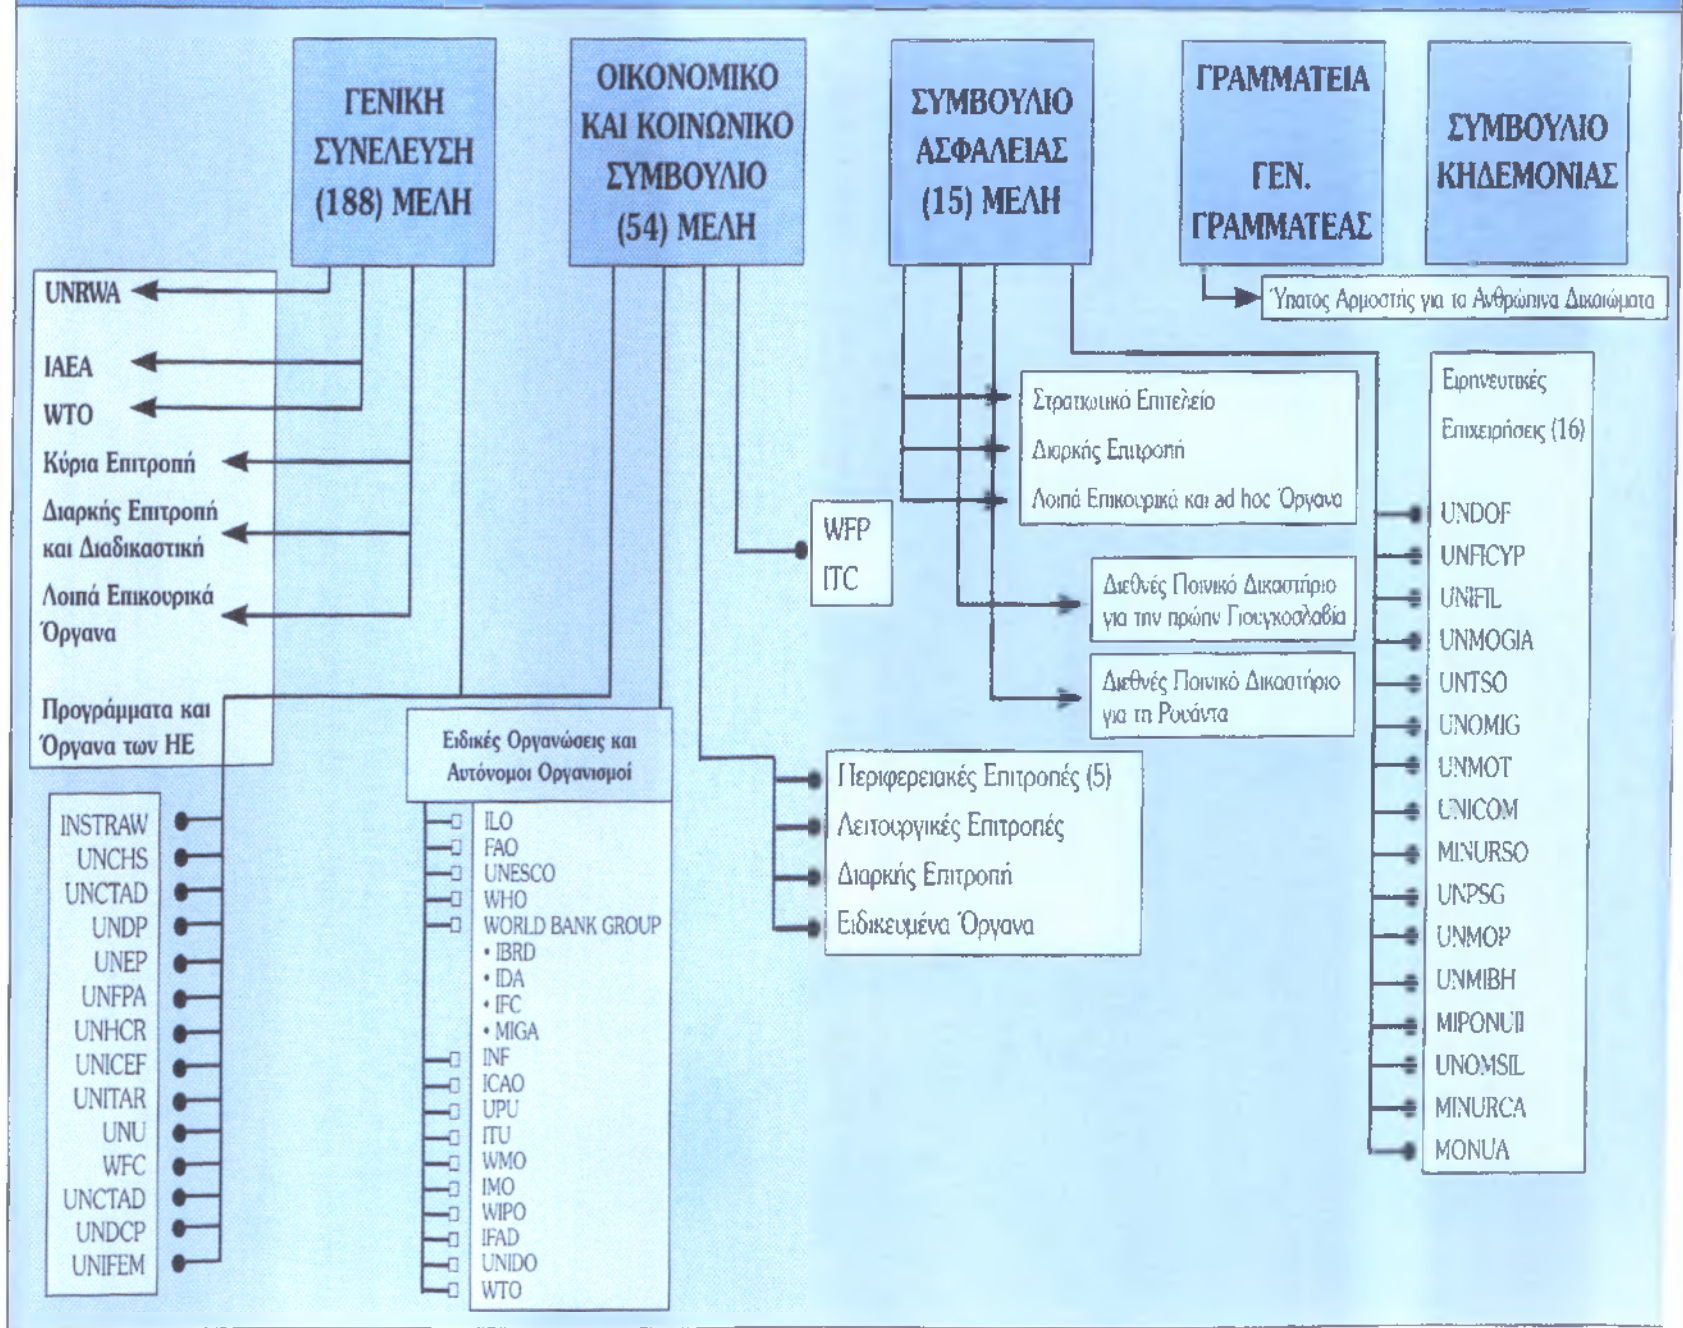 ΓΕΝΙΚΗ
ΣΥΝΕΛΕΥΣΗ
(188) ΜΕΛΗ
ΟΙΚΟΝΟΜΙΚΟ
ΚΑΙ ΚΟΙΝΩΝΙΚΟ
ΣΥΜΒΟΥΛΙΟ
(54) ΜΕΛΗ
ΣΥΜΒΟΥΛΙΟ
ΑΣΦΑΛΕΙΑΣ
(15) ΜΕΛΗ
ΓΡΑΜΜΑΤΕΙΑ
ΓΕΝ.
ΓΡΑΜΜΑΤΕΑΣ
ΣΥΜΒΟΥΛΙΟ
ΚΗΔΕΜΟΝΙΑΣ
UNRWA
IAEA
WTO
Κύρια Επιτροπή
Διαρκής Επιτροπή
και Διαδικαστική
Λοιπά Επικουρικά
Όργανα
Προγράμματα και
Όργανα των ΗΕ
INSTRAW
UNCHS
UNCTAD
UNDP
UNEP
UNFPA
UNHCR
UNICEF
UNITAR
UNU
WFC
UNCTAD
UNDCP
UNIFEM
Ειδικές Οργανώσεις και
Αυτόνομοι Οργανισμοί
ILO
FAO
UNESCO
WHO
WORLD BANK GROUP
• IBRD
• IDA
• IFC
• MIGA
INF
ICAO
UPU
ITU
WMO
IMO
WIPO
IFAD
UNIDO
WTO
WFP
ITC
Περιφερειακές Επιτροπές (5)
Λειτουργικές Επιτροπές
Διαρκής Επιτροπή
Ειδικευμένα Όργανα
Στρατιωτικό Επιτελείο
Διαρκής Επιτροπή
Λοιπά Επικουρικά και ad hoc Όργανα
Διεθνές Ποινικό Δικαστήριο
για την πρώην Γιουγκοσλαβία
Διεθνές Ποινικό Δικαστήριο
για τη Ρουάντα
Ύπατος Αρμοστής για τα Ανθρώπινα Δικαιώματα
Ειρηνευτικές
Επιχειρήσεις (16)
UNDOF
UNFICYP
UNIFIL
UNMOGIA
UNTSO
UNOMIG
UNMOT
UNICOM
MINURSO
UNPSG
UNMOP
UNMIBH
MIPONUH
UNOMSIL
MINURCA
MONUA